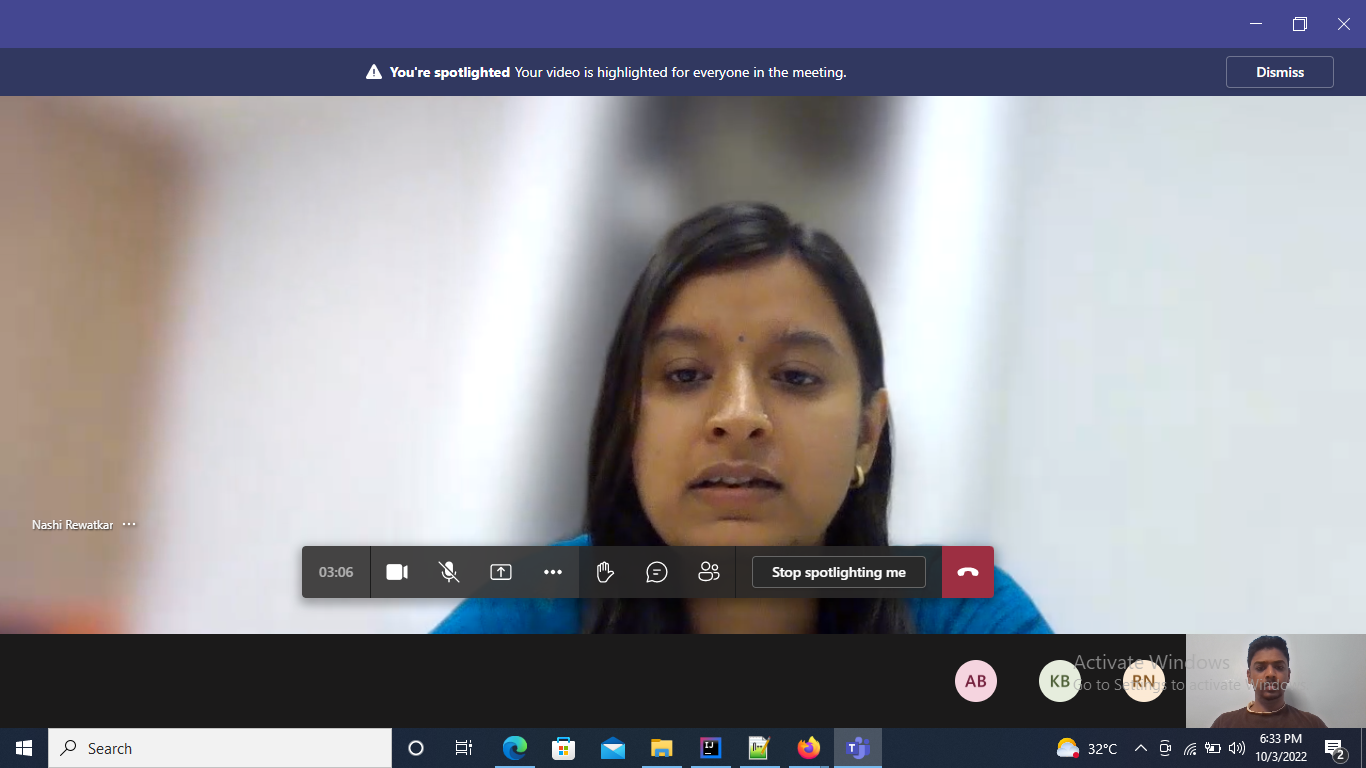 You're spotlighted Your video is highlighted for everyone in the meeting.
Dismiss
Nashi Rewatkar ...
03:06
Stop spotlighting me
AB
KB
RN
Activate Windows
Go to Settings to activate Windows.
Search
IJ
32°C
6:33 PM
10/3/2022
2